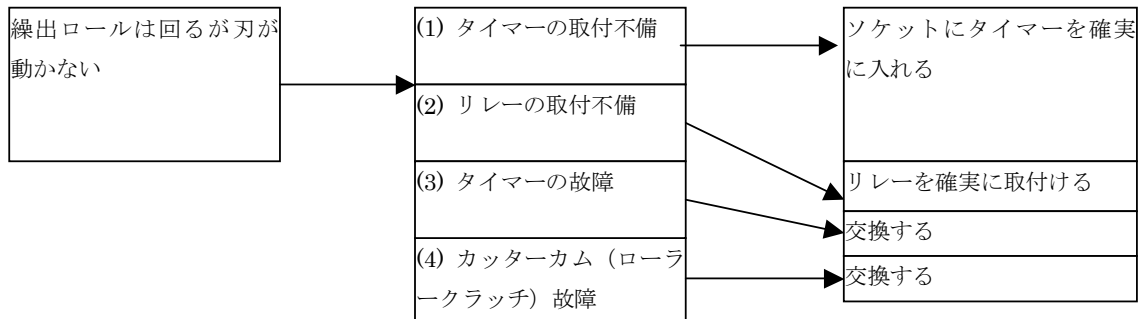 繰出ロールは回るが刃が
動かない
(1) タイマーの取付不備
(2) リレーの取付不備
(3) タイマーの故障
(4) カッターカム（ローラ
ークラッチ）故障
ソケットにタイマーを確実
に入れる
リレーを確実に取付ける
交換する
交換する